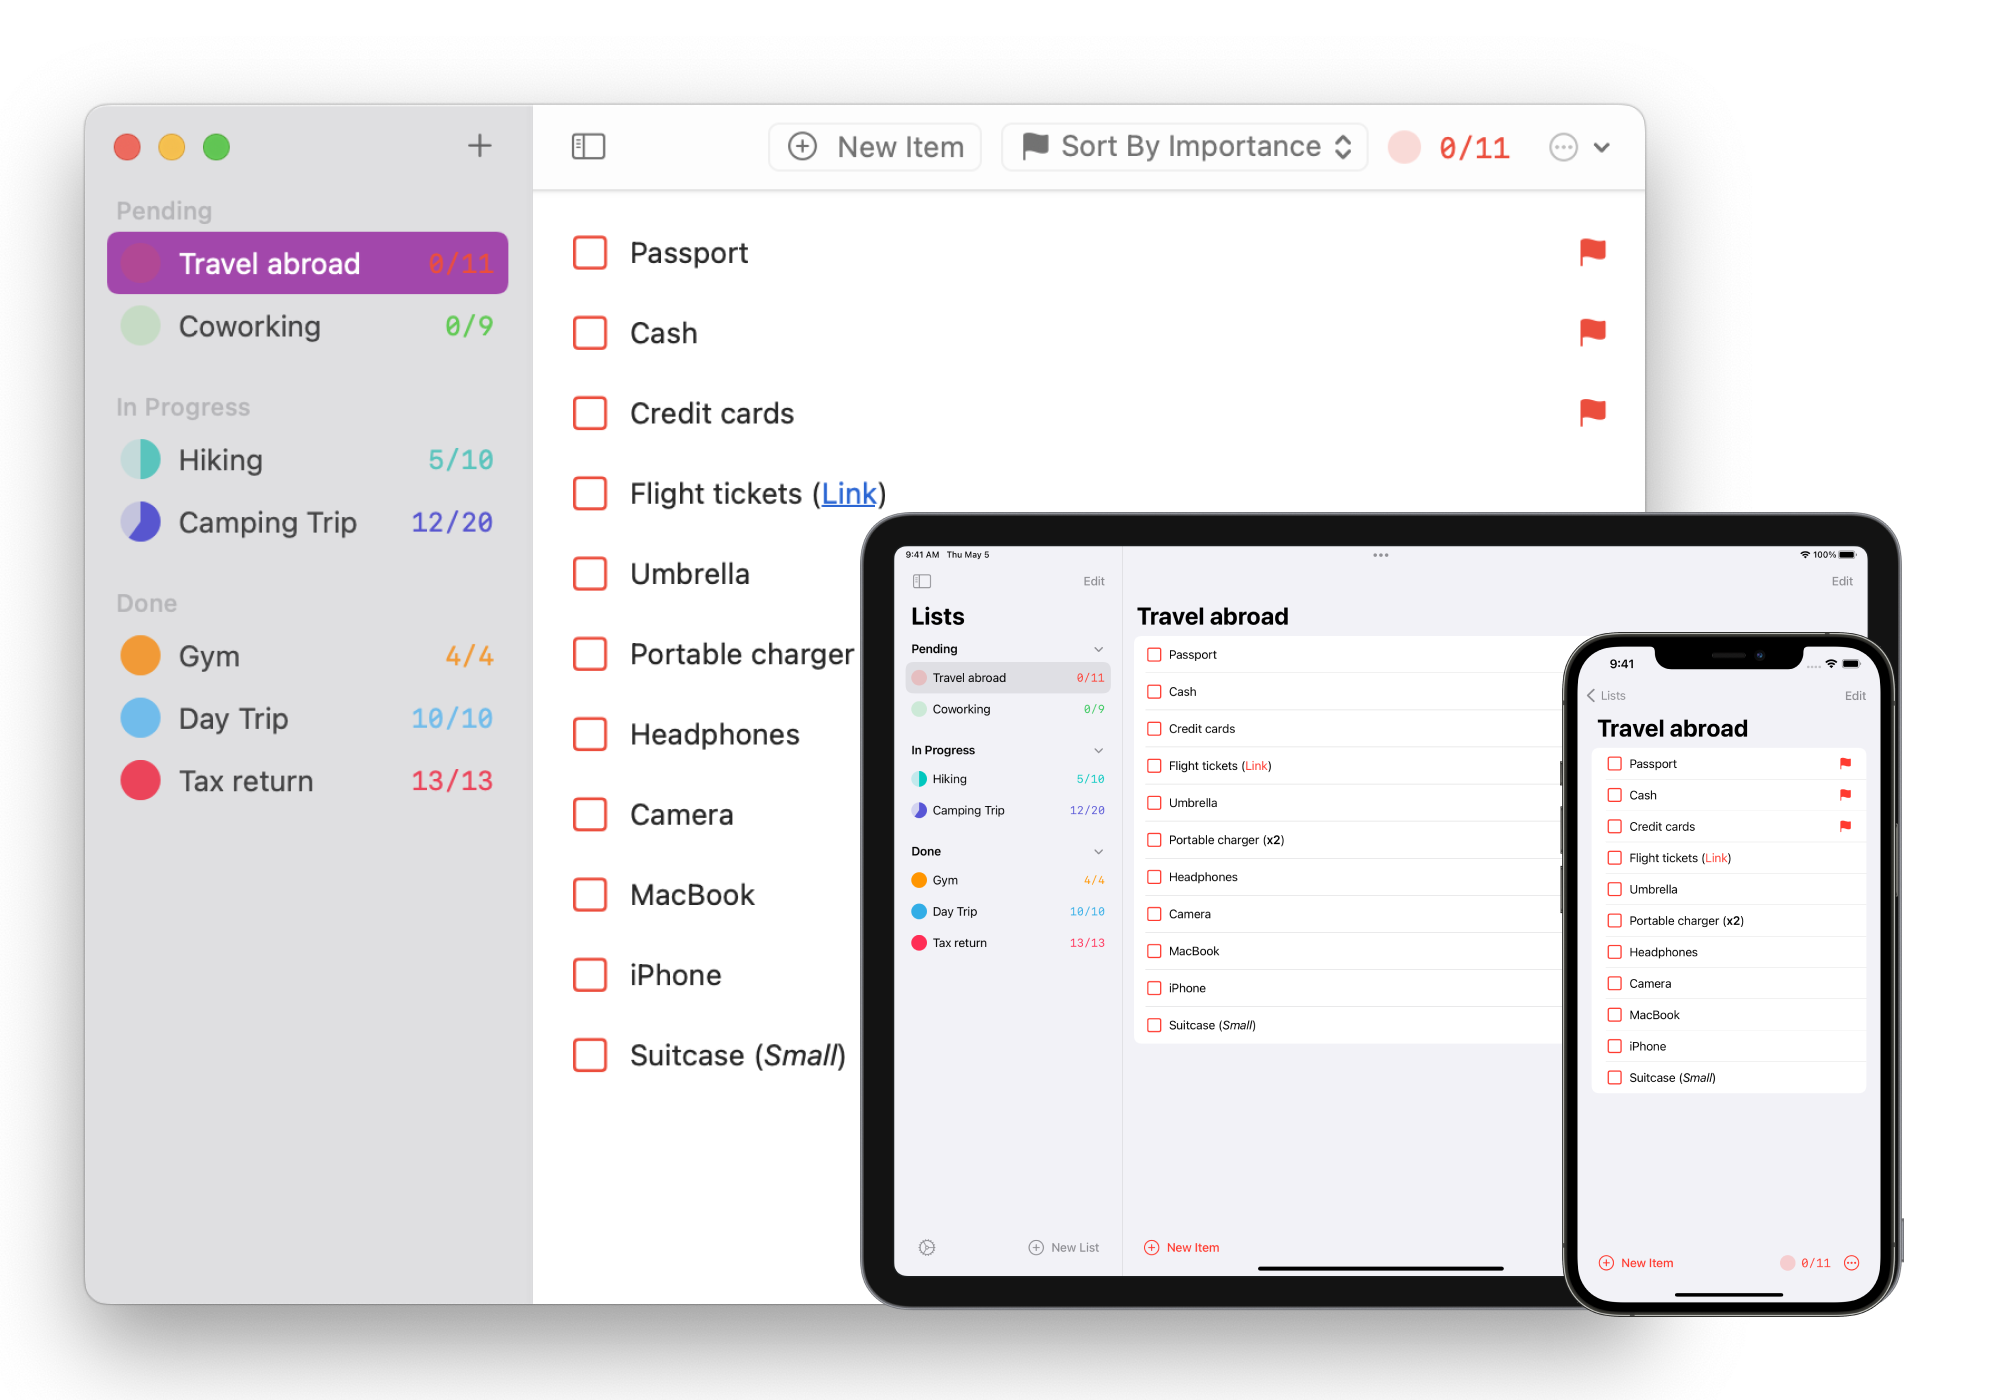 New Item
Sort By Importance
0/11
Pending
Travel abroad 0/11
Coworking 0/9
In Progress
Hiking 5/10
Camping Trip 12/20
Done
Gym 4/4
Day Trip 10/10
Tax return 13/13
Passport
Cash
Credit cards
Flight tickets (Link)
Umbrella
Portable charger
Headphones
Camera
MacBook
iPhone
Suitcase (Small)
9:41 AM Thu May 5
100%
Edit
Edit
Lists
Pending
Travel abroad 0/11
Coworking 0/9
In Progress
Hiking 5/10
Camping Trip 12/20
Done
Gym 4/4
Day Trip 10/10
Tax return 13/13
New List
Travel abroad
Passport
Cash
Credit cards
Flight tickets (Link)
Umbrella
Portable charger (x2)
Headphones
Camera
MacBook
iPhone
Suitcase (Small)
New Item
9:41
Lists
Edit
Travel abroad
Passport
Cash
Credit cards
Flight tickets (Link)
Umbrella
Portable charger (x2)
Headphones
Camera
MacBook
iPhone
Suitcase (Small)
New Item
0/11